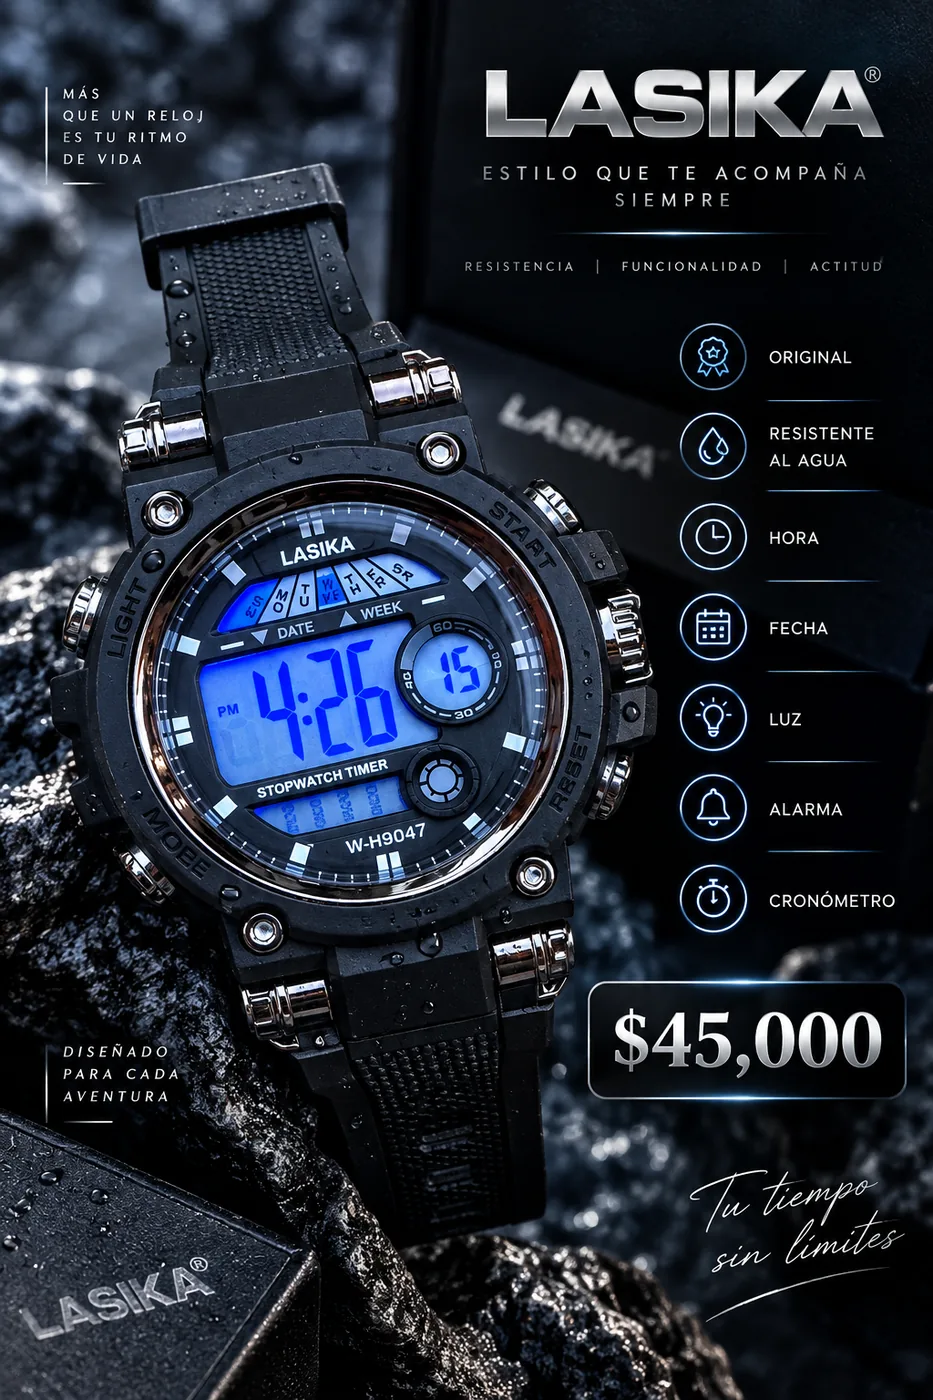 MÁS
QUE UN RELOJ
ES TU RITMO
DE VIDA
LASIKA®
ESTILO QUE TE ACOMPAÑA
SIEMPRE
RESISTENCIA | FUNCIONALIDAD | ACTITUD
ORIGINAL
LASIKA
RESISTENTE
AL AGUA
HORA
FECHA
LUZ
ALARMA
CRONÓMETRO
START
LIGHT
LASIKA
MO TU WE TH FR SR
DATE WEEK
60
PM 4:26 15
30
STOPWATCH TIMER
W-H9047
RESET
MODE
$45,000
DISEÑADO
PARA CADA
AVENTURA
Tu tiempo
sin límites
LASIKA®